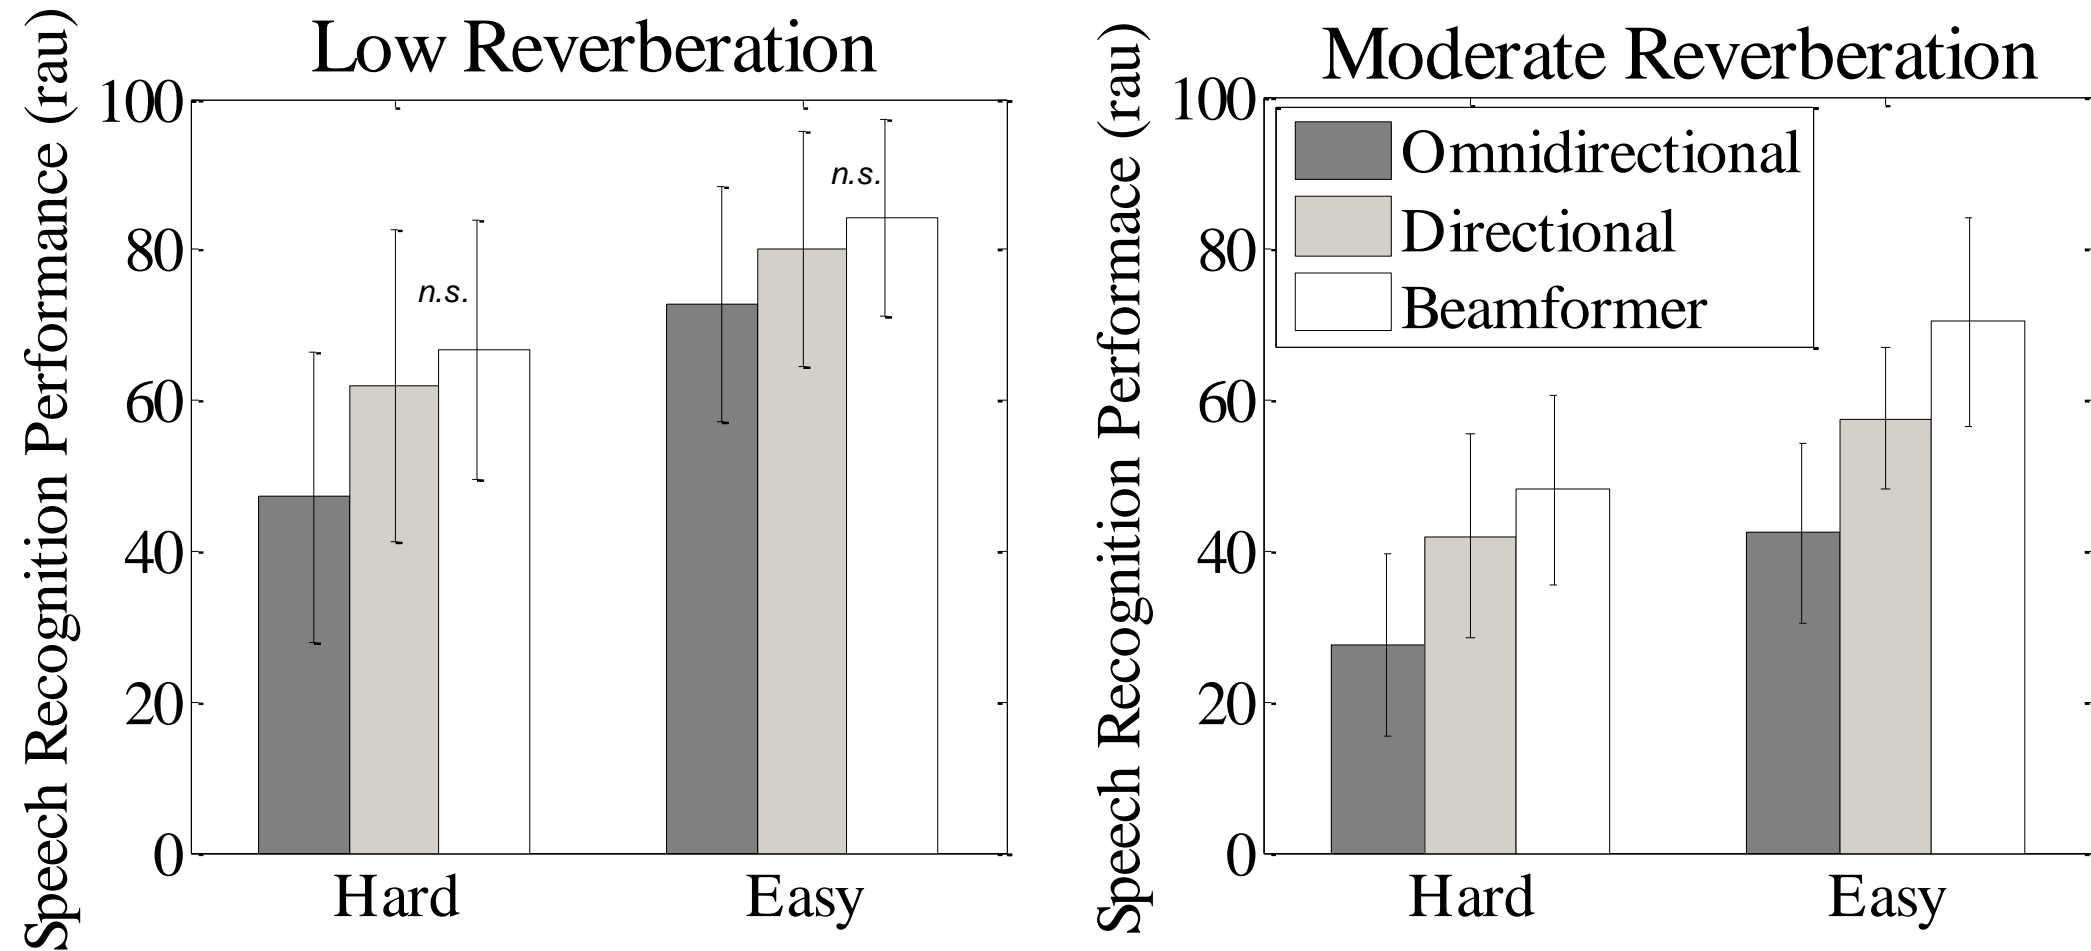 Low Reverberation
Speech Recognition Performance (rau)
100
80
60
40
20
0
n.s.
n.s.
Hard
Easy
Moderate Reverberation
Speech Recognition Performace (rau)
100
80
60
40
20
0
Omnidirectional
Directional
Beamformer
Hard
Easy